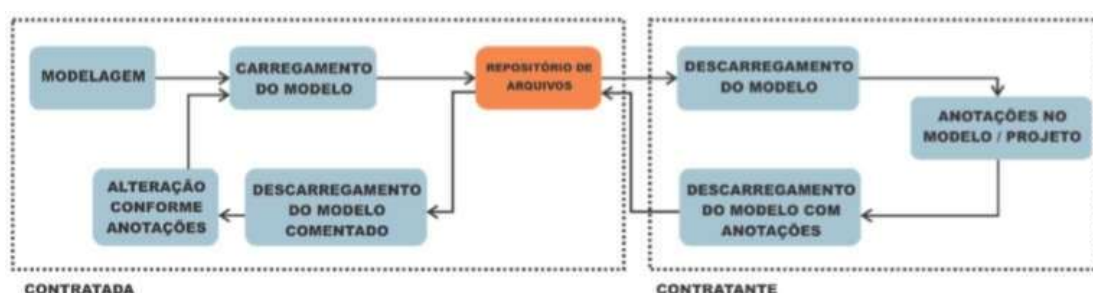 MODELAGEM
CARREGAMENTO
DO MODELO
REPOSITÓRIO DE
ARQUIVOS
DESCARREGAMENTO
DO MODELO
ANOTAÇÕES NO
MODELO / PROJETO
ALTERAÇÃO
CONFORME
ANOTAÇÕES
DESCARREGAMENTO
DO MODELO
COMENTADO
DESCARREGAMENTO
DO MODELO COM
ANOTAÇÕES
CONTRATADA
CONTRATANTE